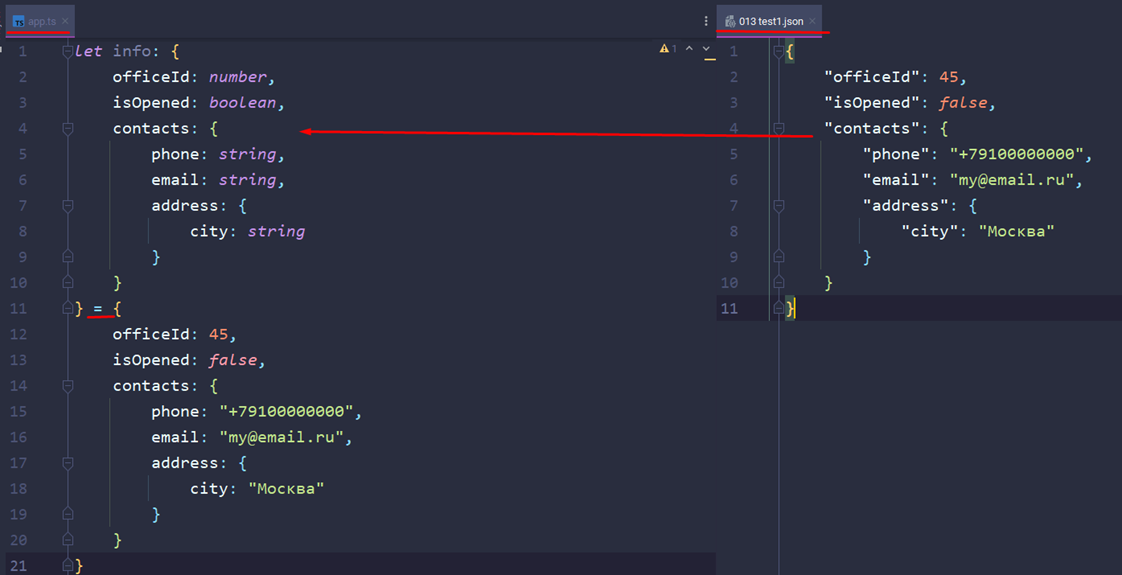 TS app.ts ×
013 test1.json ×
1 let info: {
2 officeId: number,
3 isOpened: boolean,
4 contacts: {
5 phone: string,
6 email: string,
7 address: {
8 city: string
9 }
10 }
11 } = {
12 officeId: 45,
13 isOpened: false,
14 contacts: {
15 phone: "+79100000000",
16 email: "my@email.ru",
17 address: {
18 city: "Москва"
19 }
20 }
21 }
1
1 {
2 "officeId": 45,
3 "isOpened": false,
4 "contacts": {
5 "phone": "+79100000000",
6 "email": "my@email.ru",
7 "address": {
8 "city": "Москва"
9 }
10 }
11 }